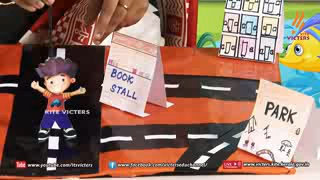 VICTERS
KITE VICTERS
BOOK
STALL
PARK
www.youtube.com/itsvicters
www.facebook.com/victerseduchannel/
LIVE
www.victers.kite.kerala.gov.in